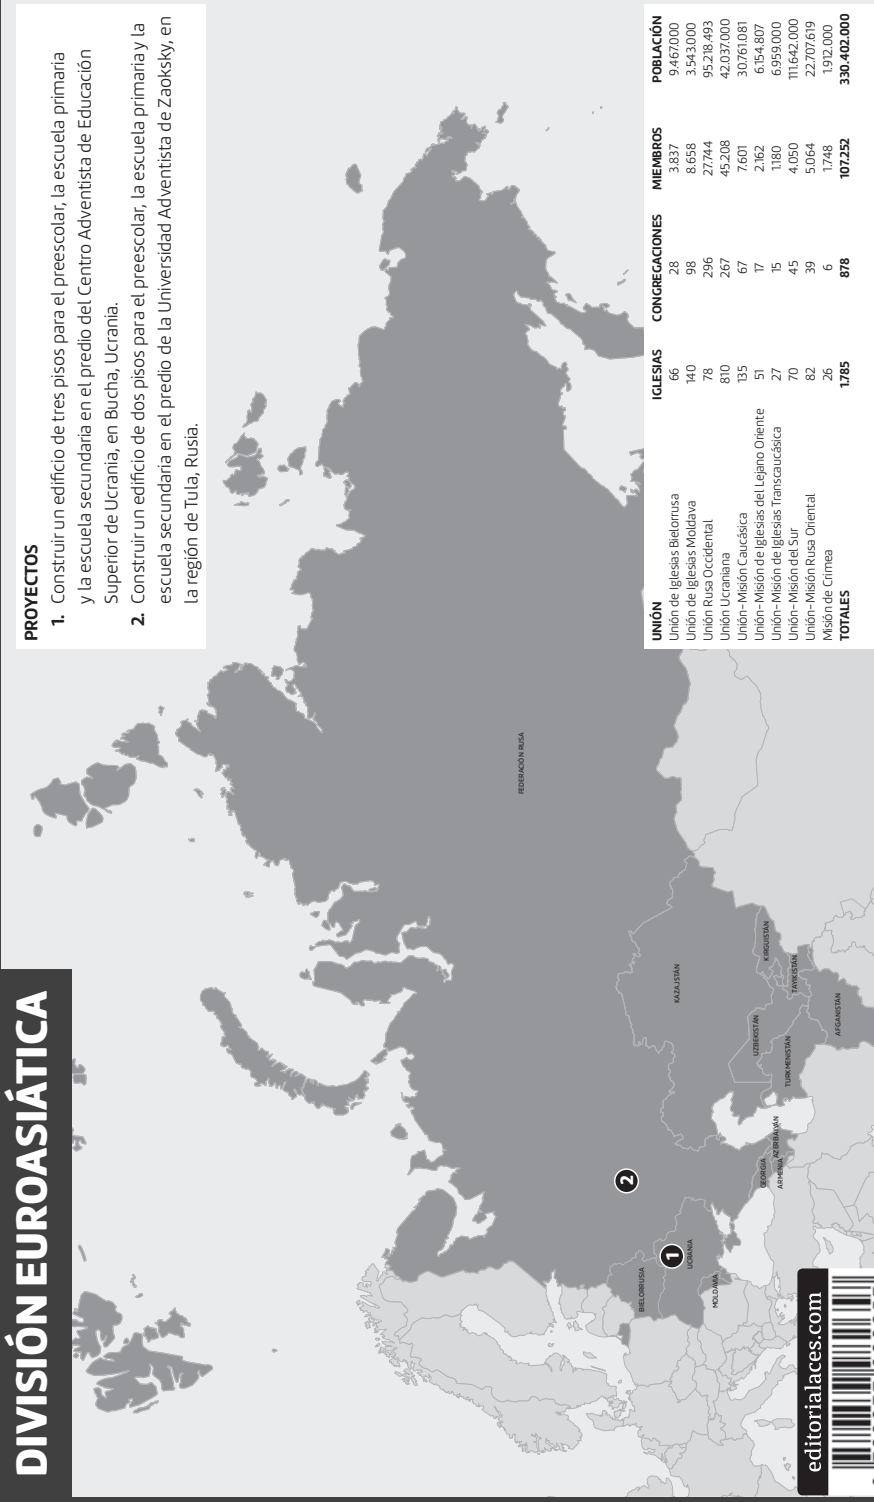 DIVISIÓN EUROASIÁTICA
PROYECTOS
1. Construir un edificio de tres pisos para el preescolar, la escuela primaria
y la escuela secundaria en el predio del Centro Adventista de Educación
Superior de Ucrania, en Bucha, Ucrania.
2. Construir un edificio de dos pisos para el preescolar, la escuela primaria y la
escuela secundaria en el predio de la Universidad Adventista de Zaoksky, en
la región de Tula, Rusia.
FEDERACIÓN RUSA
KAZAJSTÁN
KIRGUISTÁN
TAYIKISTÁN
UZBEKISTÁN
TURKMENISTÁN
AFGANISTÁN
GEORGIA
AZERBAIYÁN
ARMENIA
BIELORRUSIA
UCRANIA
MOLDAVIA
1
2
UNIÓN IGLESIAS CONGREGACIONES MIEMBROS POBLACIÓN
Unión de Iglesias Bielorrusa 66 28 3.837 9.467.000
Unión de Iglesias Moldava 140 98 8.658 3.543.000
Unión Rusa Occidental 78 296 27.744 95.218.493
Unión Ucraniana 810 267 45.208 42.037.000
Unión-Misión Caucásica 135 67 7.601 30.761.081
Unión-Misión de Iglesias del Lejano Oriente 51 17 2.162 6.154.807
Unión-Misión de Iglesias Transcaucásica 27 15 1.180 6.959.000
Unión-Misión del Sur 70 45 4.050 111.642.000
Unión-Misión Rusa Oriental 82 39 5.064 22.707.619
Misión de Crimea 26 6 1.748 1.912.000
TOTALES 1.785 878 107.252 330.402.000
editorialaces.com